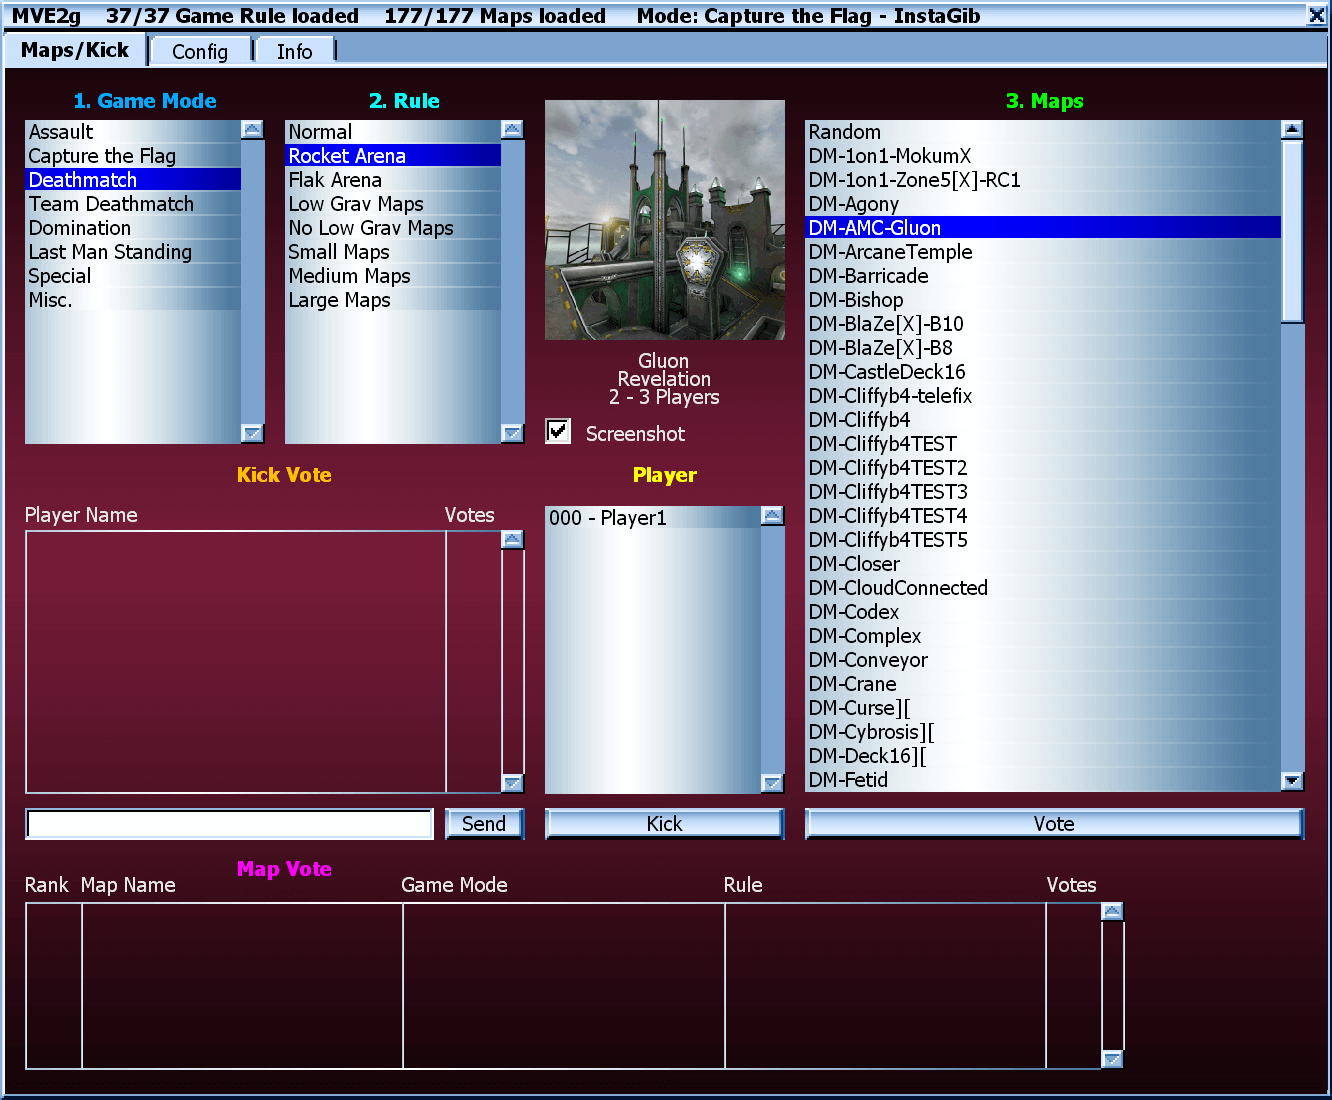 MVE2g 37/37 Game Rule loaded 177/177 Maps loaded Mode: Capture the Flag - InstaGib
Maps/Kick Config Info
1. Game Mode
Assault
Capture the Flag
Deathmatch
Team Deathmatch
Domination
Last Man Standing
Special
Misc.
2. Rule
Normal
Rocket Arena
Flak Arena
Low Grav Maps
No Low Grav Maps
Small Maps
Medium Maps
Large Maps
Gluon
Revelation
2 - 3 Players
Screenshot
3. Maps
Random
DM-1on1-MokumX
DM-1on1-Zone5[X]-RC1
DM-Agony
DM-AMC-Gluon
DM-ArcaneTemple
DM-Barricade
DM-Bishop
DM-BlaZe[X]-B10
DM-BlaZe[X]-B8
DM-CastleDeck16
DM-Cliffyb4-telefix
DM-Cliffyb4
DM-Cliffyb4TEST
DM-Cliffyb4TEST2
DM-Cliffyb4TEST3
DM-Cliffyb4TEST4
DM-Cliffyb4TEST5
DM-Closer
DM-CloudConnected
DM-Codex
DM-Complex
DM-Conveyor
DM-Crane
DM-Curse][
DM-Cybrosis][
DM-Deck16][
DM-Fetid
Kick Vote
Player Name Votes
Player
000 - Player1
Send
Kick
Vote
Map Vote
Rank Map Name Game Mode Rule Votes